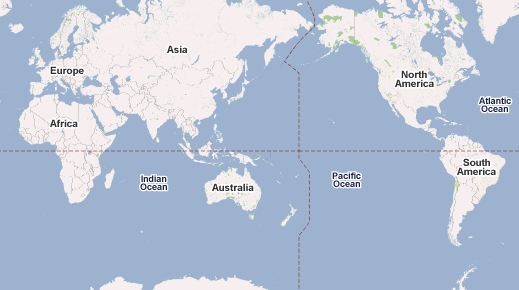 Asia
Europe
North
America
Atlantic
Ocean
Africa
South
America
Indian
Ocean
Pacific
Ocean
Australia